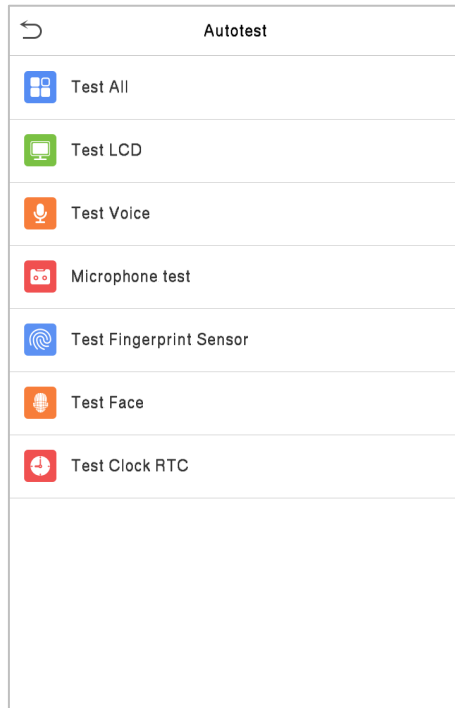 Autotest
Test All
Test LCD
Test Voice
Microphone test
Test Fingerprint Sensor
Test Face
Test Clock RTC